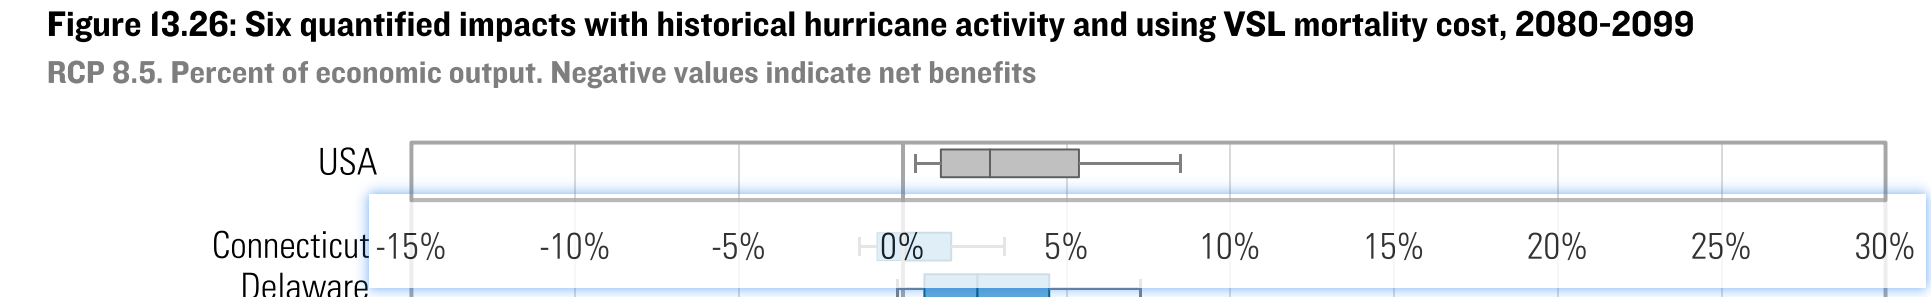 Figure 13.26: Six quantified impacts with historical hurricane activity and using VSL mortality cost, 2080-2099
RCP 8.5. Percent of economic output. Negative values indicate net benefits
USA
Connecticut -15% -10% -5% 0% 5% 10% 15% 20% 25% 30%
Delaware